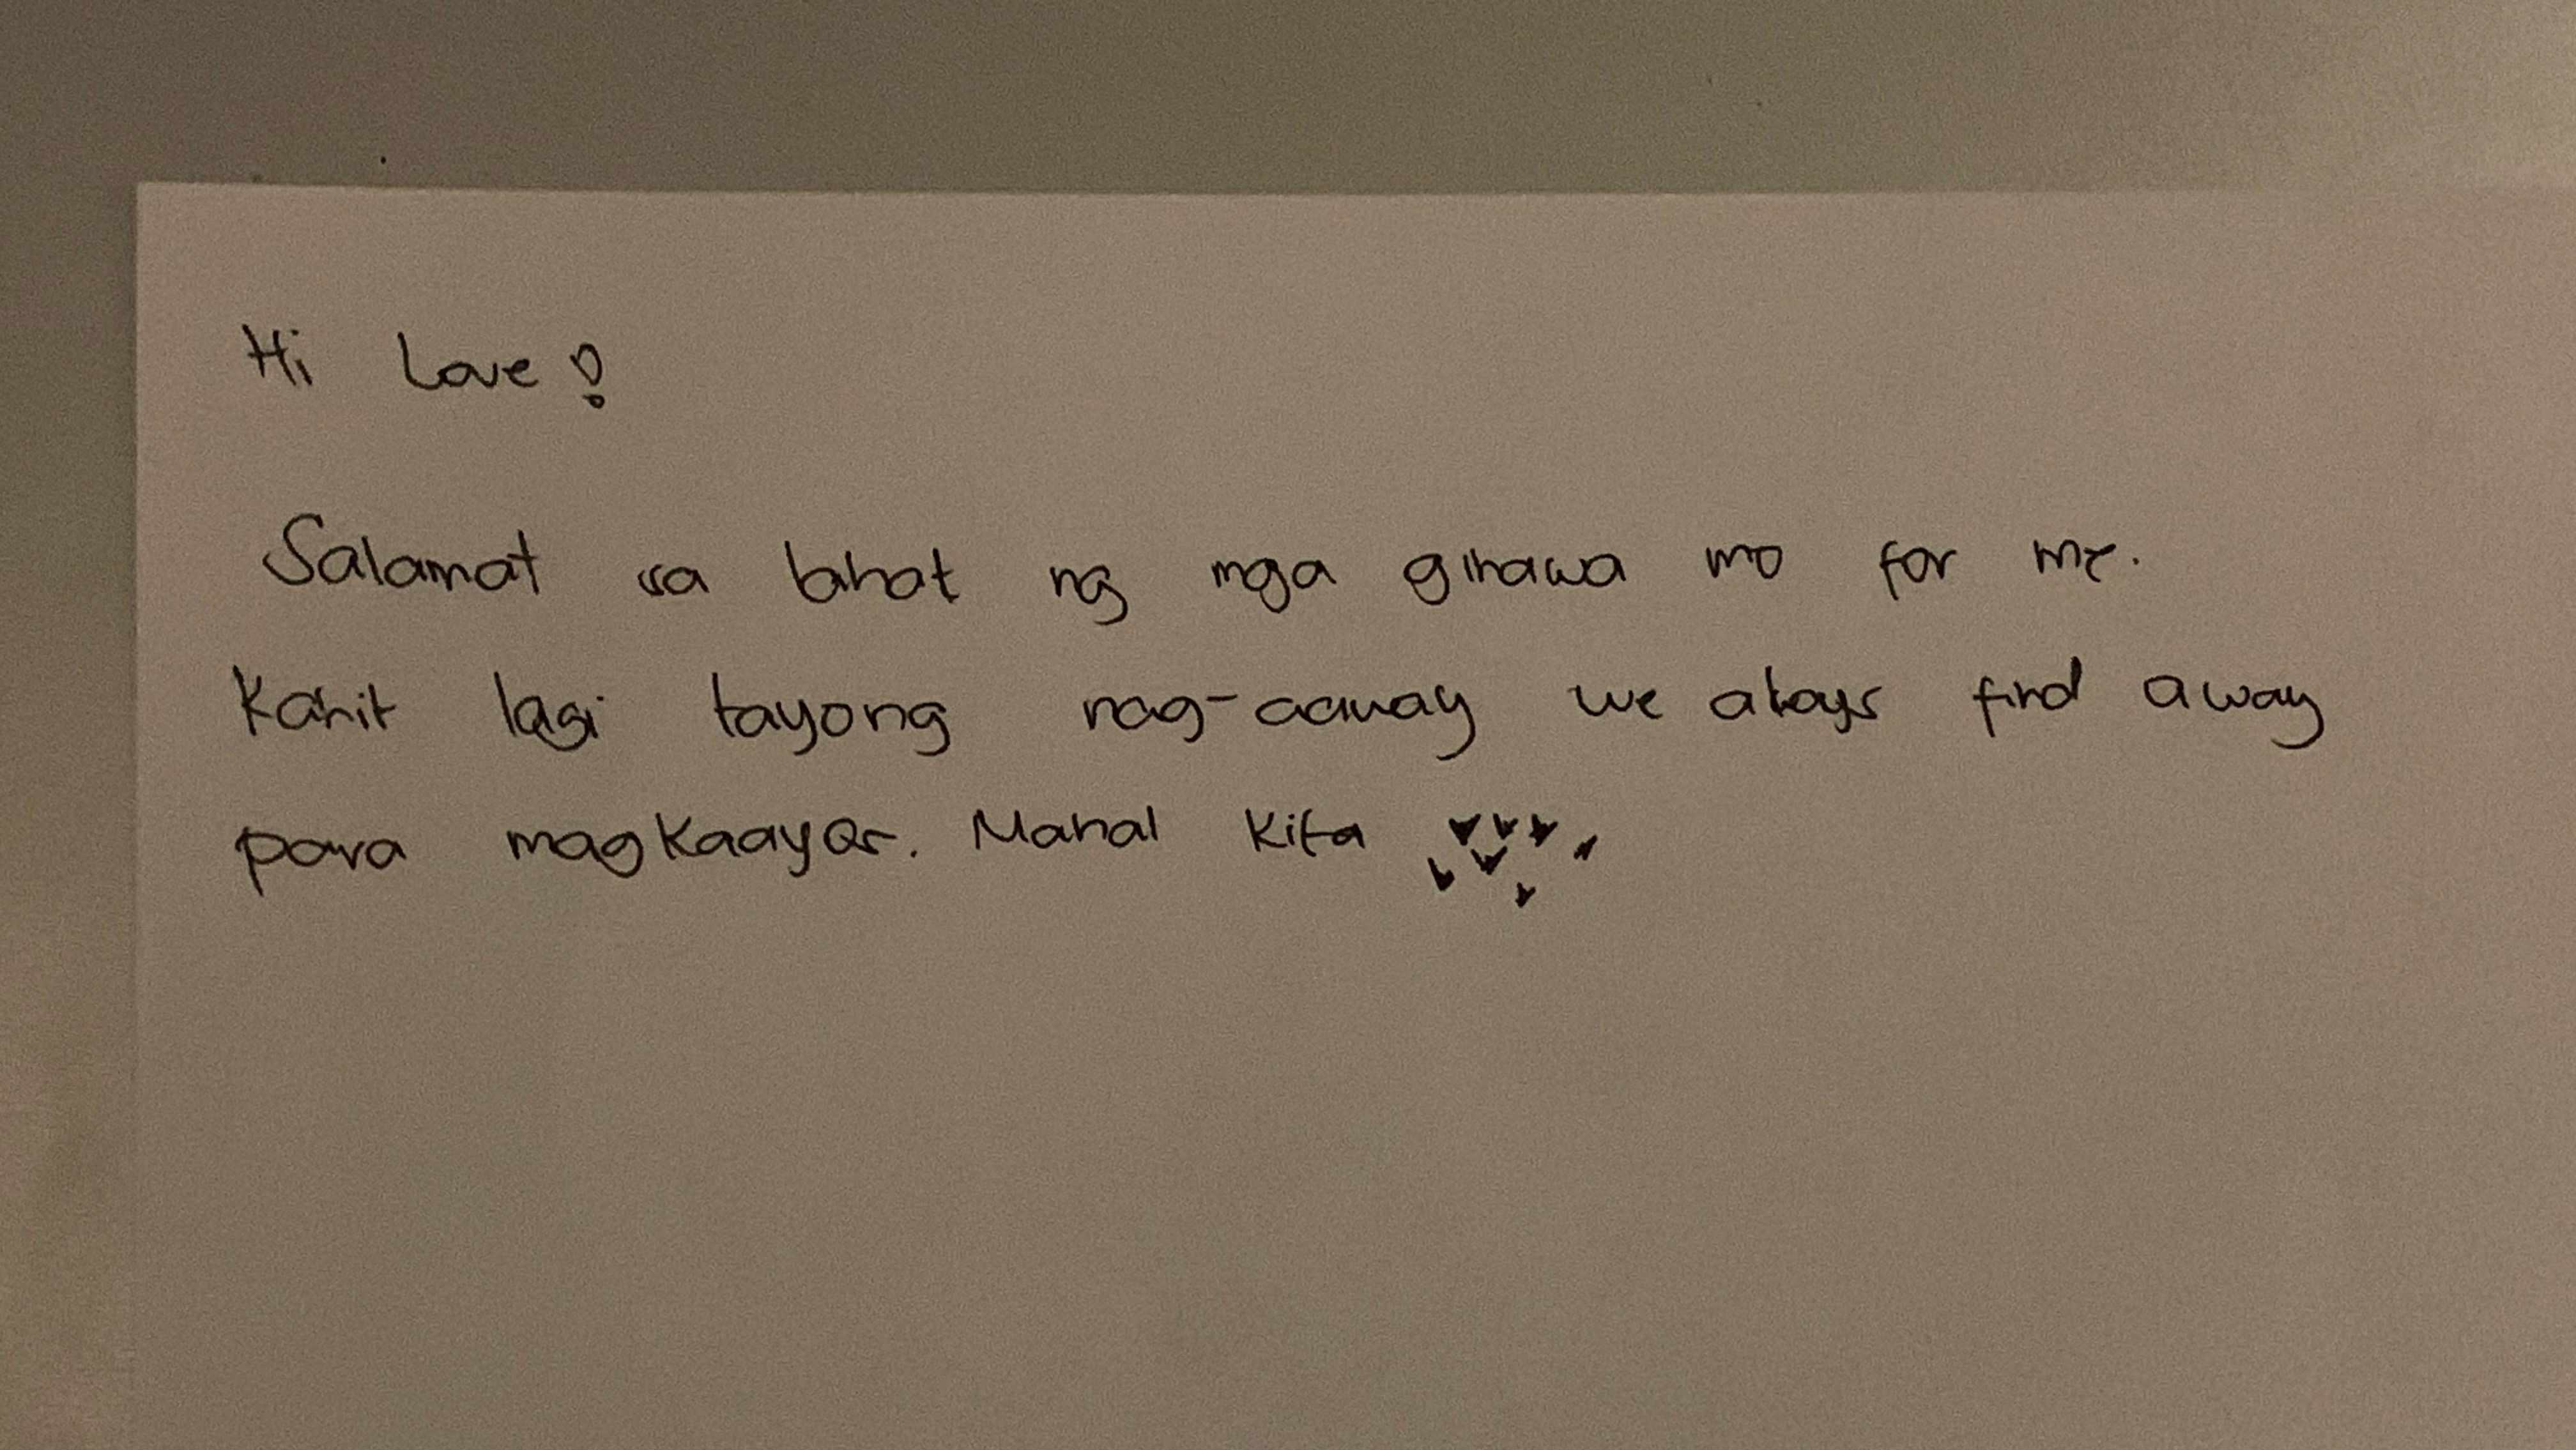 Hi Love!
Salamat sa lahat ng mga ginawa mo for me.
Kahit lagi tayong nag-aaway we always find a way
para magkaayos. Mahal kita